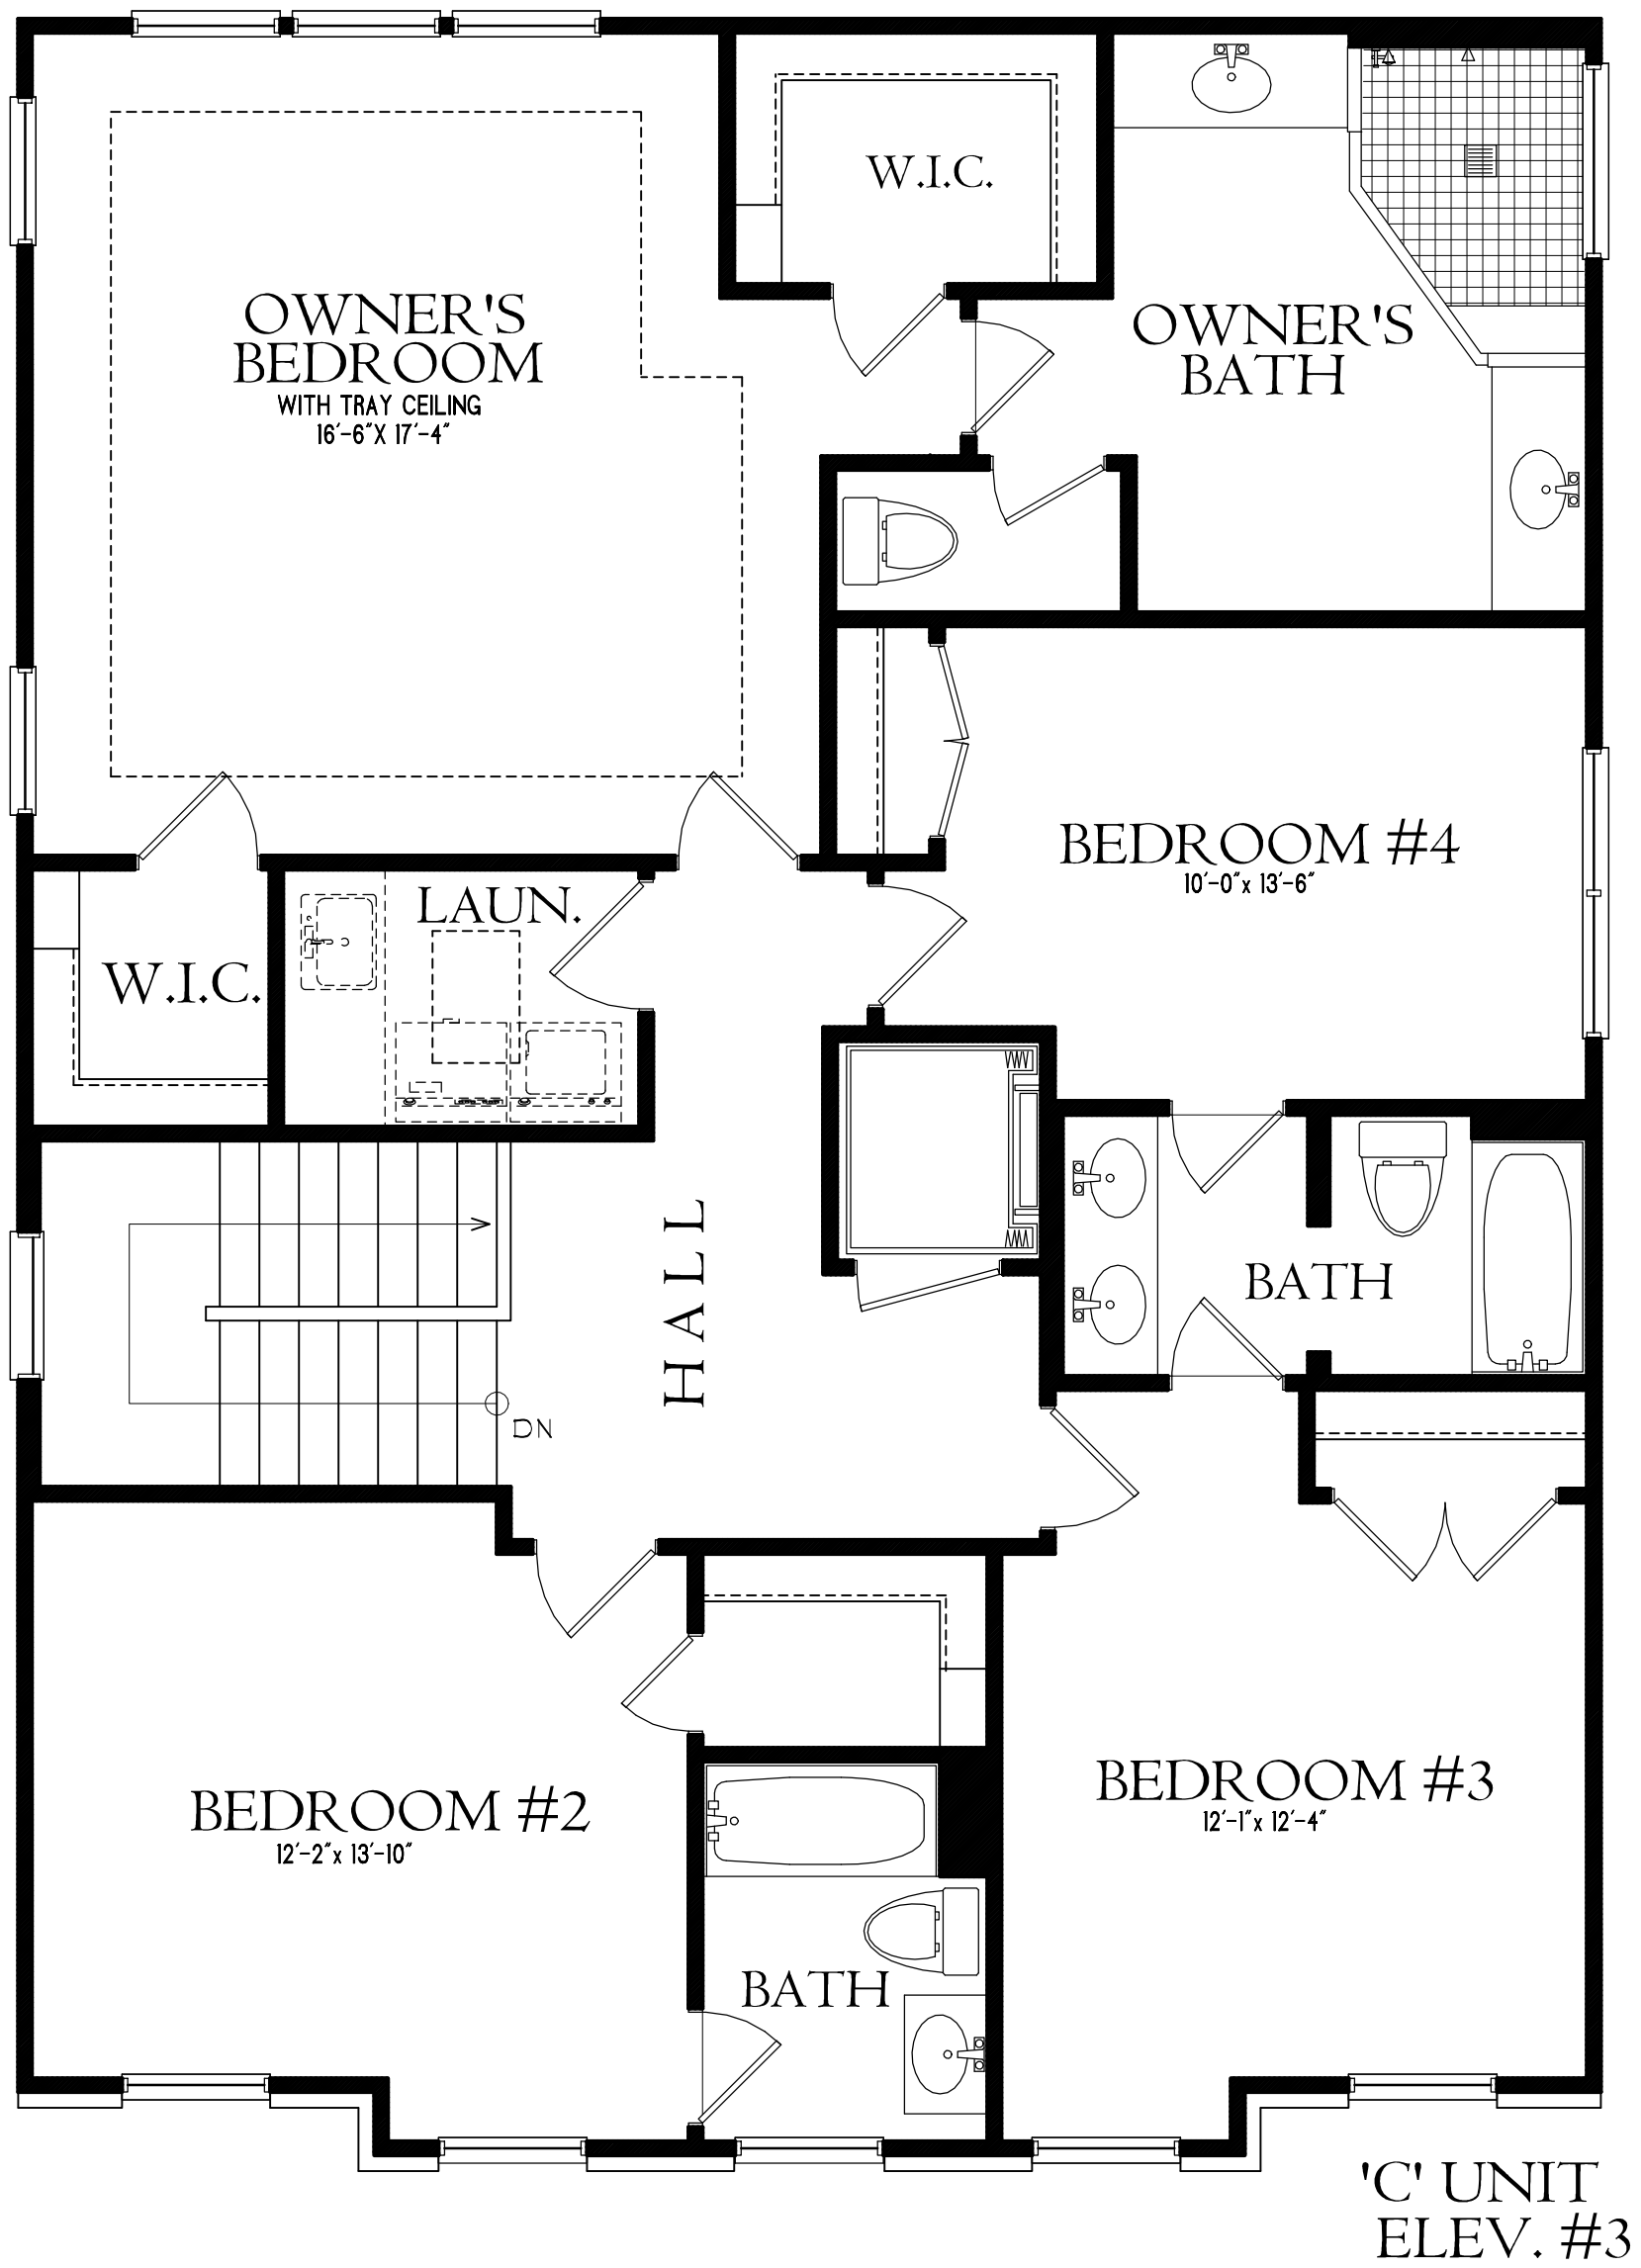 W.I.C.
OWNER'S
BEDROOM
WITH TRAY CEILING
16'-6"X 17'-4"
OWNER'S
BATH
BEDROOM #4
10'-0"x 13'-6"
LAUN.
W.I.C.
HALL
BATH
DN
BEDROOM #2
12'-2"x 13'-10"
BEDROOM #3
12'-1"x 12'-4"
BATH
'C' UNIT
ELEV. #3